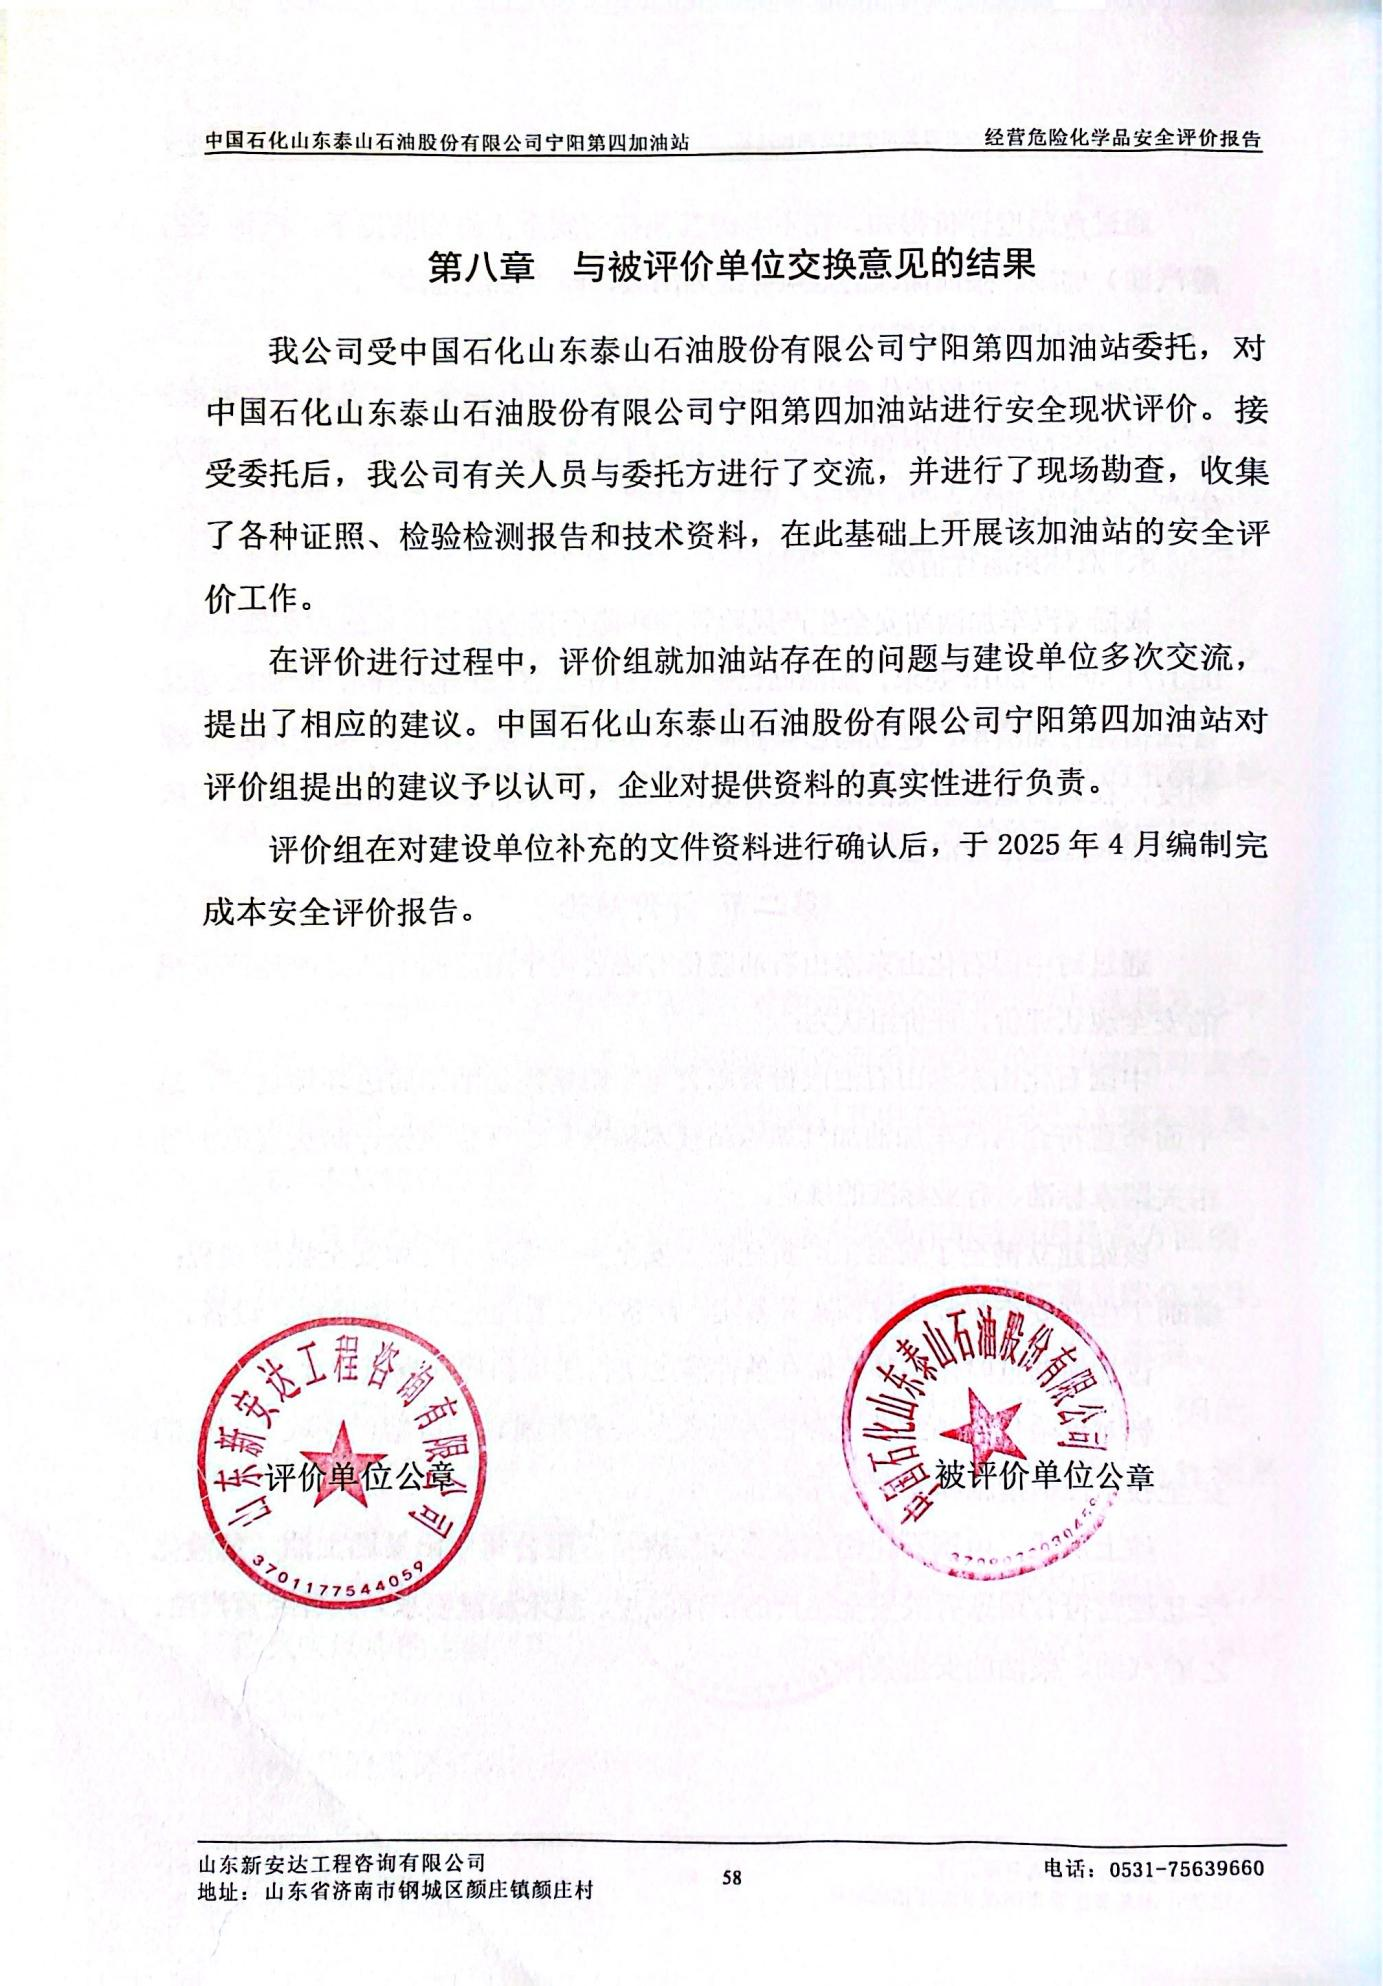 中国石化山东泰山石油股份有限公司宁阳第四加油站
经营危险化学品安全评价报告
第八章 与被评价单位交换意见的结果
我公司受中国石化山东泰山石油股份有限公司宁阳第四加油站委托，对
中国石化山东泰山石油股份有限公司宁阳第四加油站进行安全现状评价。接
受委托后，我公司有关人员与委托方进行了交流，并进行了现场勘查，收集
了各种证照、检验检测报告和技术资料，在此基础上开展该加油站的安全评
价工作。
在评价进行过程中，评价组就加油站存在的问题与建设单位多次交流，
提出了相应的建议。中国石化山东泰山石油股份有限公司宁阳第四加油站对
评价组提出的建议予以认可，企业对提供资料的真实性进行负责。
评价组在对建设单位补充的文件资料进行确认后，于 2025 年 4 月编制完
成本安全评价报告。
山东新安达工程咨询有限公司
评价单位公章
3701177544059
中国石化山东泰山石油股份有限公司
被评价单位公章
山东新安达工程咨询有限公司
地址：山东省济南市钢城区颜庄镇颜庄村
58
电话：0531-75639660